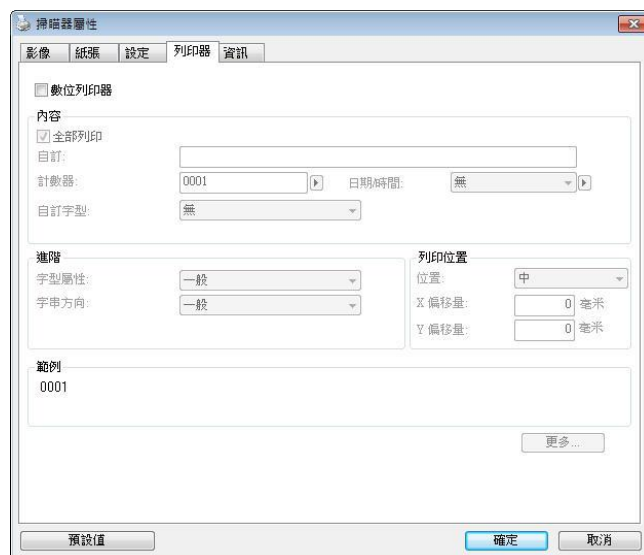 掃瞄器屬性
影像 紙張 設定 列印器 資訊
數位列印器
內容
全部列印
自訂:
計數器: 0001 日期/時間: 無
自訂字型: 無
進階
字型屬性: 一般
字串方向: 一般
列印位置
位置: 中
X 偏移量: 0 毫米
Y 偏移量: 0 毫米
範例
0001
更多...
預設值 確定 取消